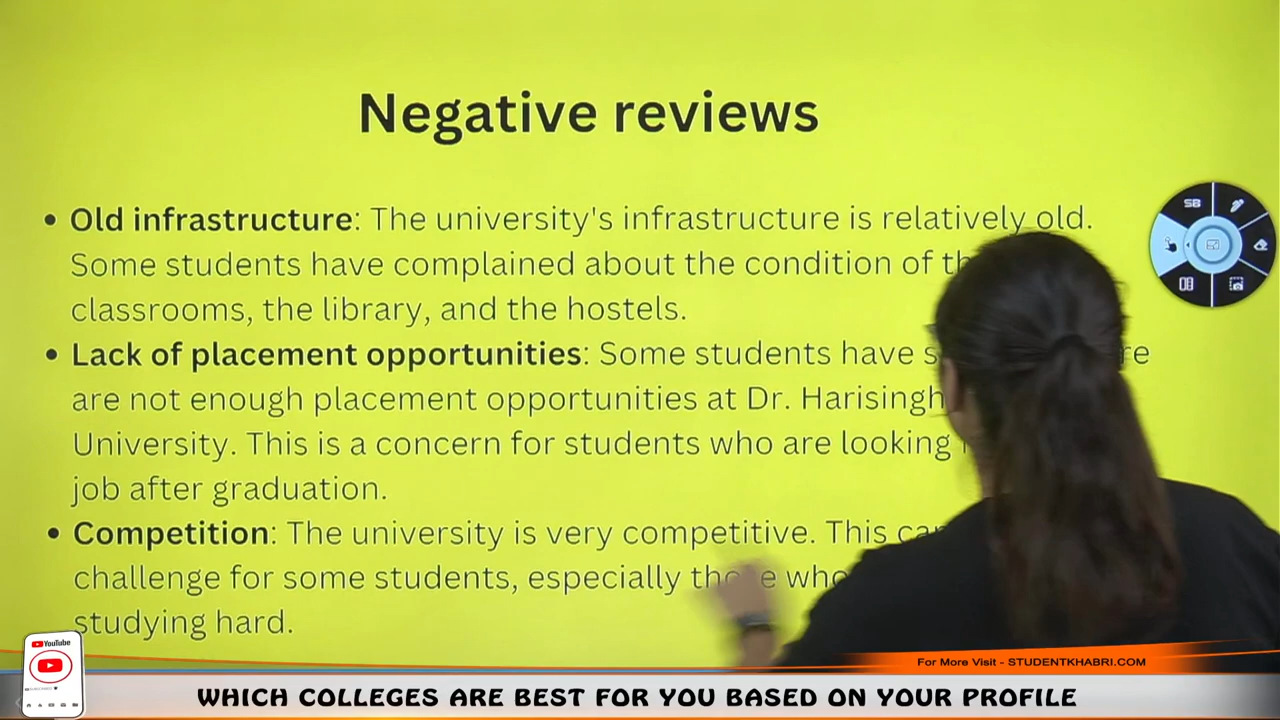 Negative reviews
• Old infrastructure: The university's infrastructure is relatively old.
Some students have complained about the condition of
classrooms, the library, and the hostels.
• Lack of placement opportunities: Some students have
are not enough placement opportunities at Dr. Harisingh
University. This is a concern for students who are looking
job after graduation.
• Competition: The university is very competitive. This
challenge for some students, especially who
studying hard.
SB
YouTube
For More Visit - STUDENTKHABRI.COM
WHICH COLLEGES ARE BEST FOR YOU BASED ON YOUR PROFILE